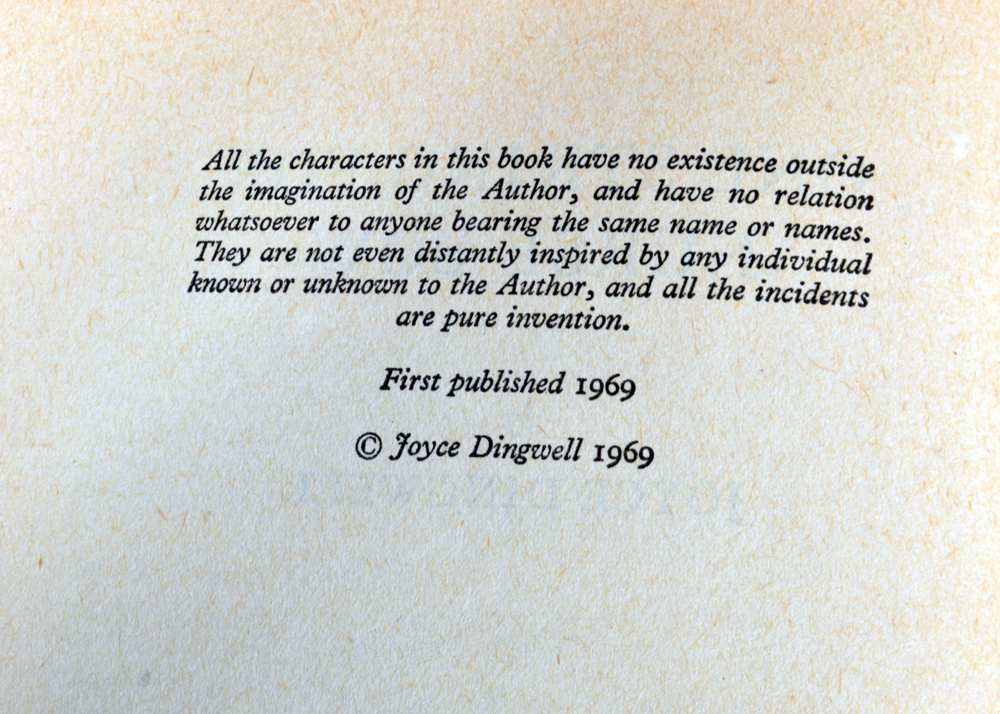 All the characters in this book have no existence outside
the imagination of the Author, and have no relation
whatsoever to anyone bearing the same name or names.
They are not even distantly inspired by any individual
known or unknown to the Author, and all the incidents
are pure invention.
First published 1969
© Joyce Dingwell 1969
JOYCE DINGWELL